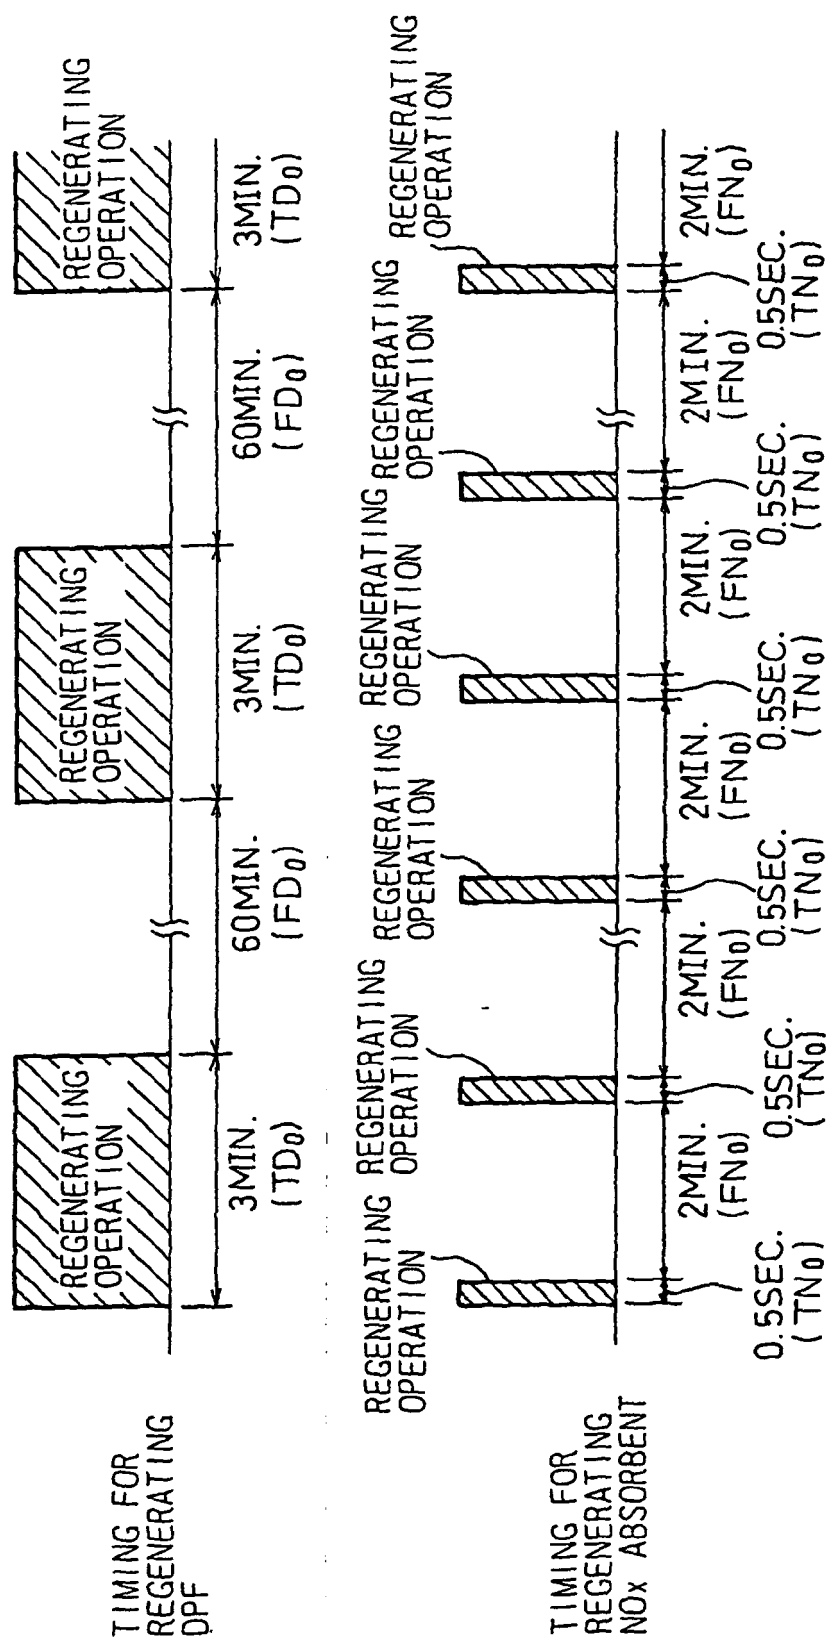 TIMING FOR
REGENERATING
DPF
REGENERATING
OPERATION
REGENERATING
OPERATION
REGENERATING
OPERATION
3MIN.
(TD₀)
60MIN.
(FD₀)
3MIN.
(TD₀)
60MIN.
(FD₀)
3MIN.
(TD₀)
TIMING FOR
REGENERATING
NOx ABSORBENT
REGENERATING
OPERATION
REGENERATING
OPERATION
REGENERATING
OPERATION
REGENERATING
OPERATION
REGENERATING
OPERATION
REGENERATING
OPERATION
2MIN.
(FN₀)
2MIN.
(FN₀)
2MIN.
(FN₀)
2MIN.
(FN₀)
2MIN.
(FN₀)
2MIN.
(FN₀)
0.5SEC.
(TN₀)
0.5SEC.
(TN₀)
0.5SEC.
(TN₀)
0.5SEC.
(TN₀)
0.5SEC.
(TN₀)
0.5SEC.
(TN₀)